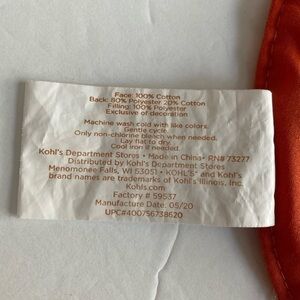 Face: 100% Cotton
Back: 80% Polyester 20% Cotton
Filling: 100% Polyester
Exclusive of decoration
Machine wash cold with like colors.
Gentle cycle.
Only non-chlorine bleach when needed.
Lay flat to dry.
Cool iron if needed.
Kohl's Department Stores • Made in China • RN# 73277
Distributed by Kohl's Department Stores
Menomonee Falls, WI 53051 • KOHL'S® and Kohl's
brand names are trademarks of Kohl's Illinois, Inc.
Kohls.com
Factory # 59537
Manufacture Date: 05/20
UPC#400756738620